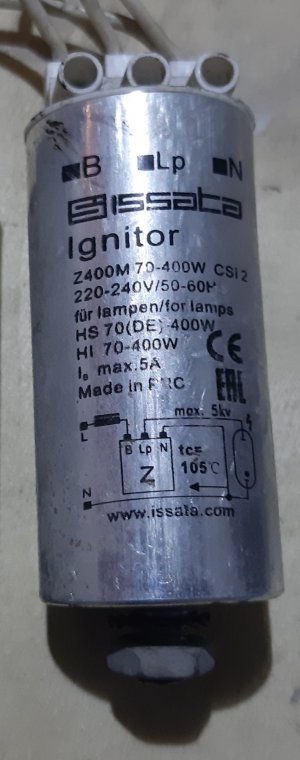 B Lp N
issata
Ignitor
Z400M 70-400W CSI 2
220-240V/50-60H
für lampen/for lamps
HS 70(DE)-400W
HI 70-400W
CE
max.5A
Made in PRC
EAC
max. 5kv
L
B Lp N
tc=
Z
105°C
N
www.issata.com